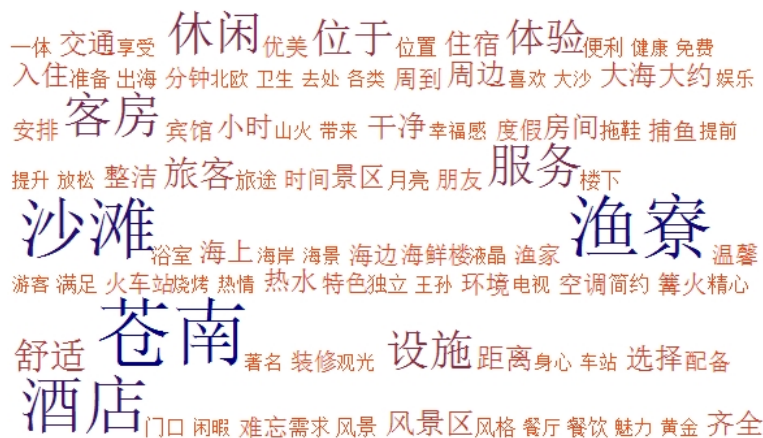 一体 交通 享受 休闲 优美 位于 位置 住宿 体验 便利 健康 免费
入住 准备 出海 分钟 北欧 卫生 去处 各类 周到 周边 喜欢 大沙 大海 大约 娱乐
安排 客房 宾馆 小时 山火 带来 干净 幸福感 度假 房间 拖鞋 捕鱼 提前
提升 放松 整洁 旅客 旅途 时间 景区 月亮 朋友 服务 楼下
沙滩 浴室 海上 海岸 海景 海边 海鲜楼 液晶 渔家 渔寮 温馨
游客 满足 火车站 烧烤 热情 热水 特色 独立 王孙 环境 电视 空调 简约 篝火 精心
舒适 苍南 著名 装修 观光 设施 距离 身心 车站 选择 配备
酒店 门口 闲暇 难忘 需求 风景 风景区 风格 餐厅 餐饮 魅力 黄金 齐全